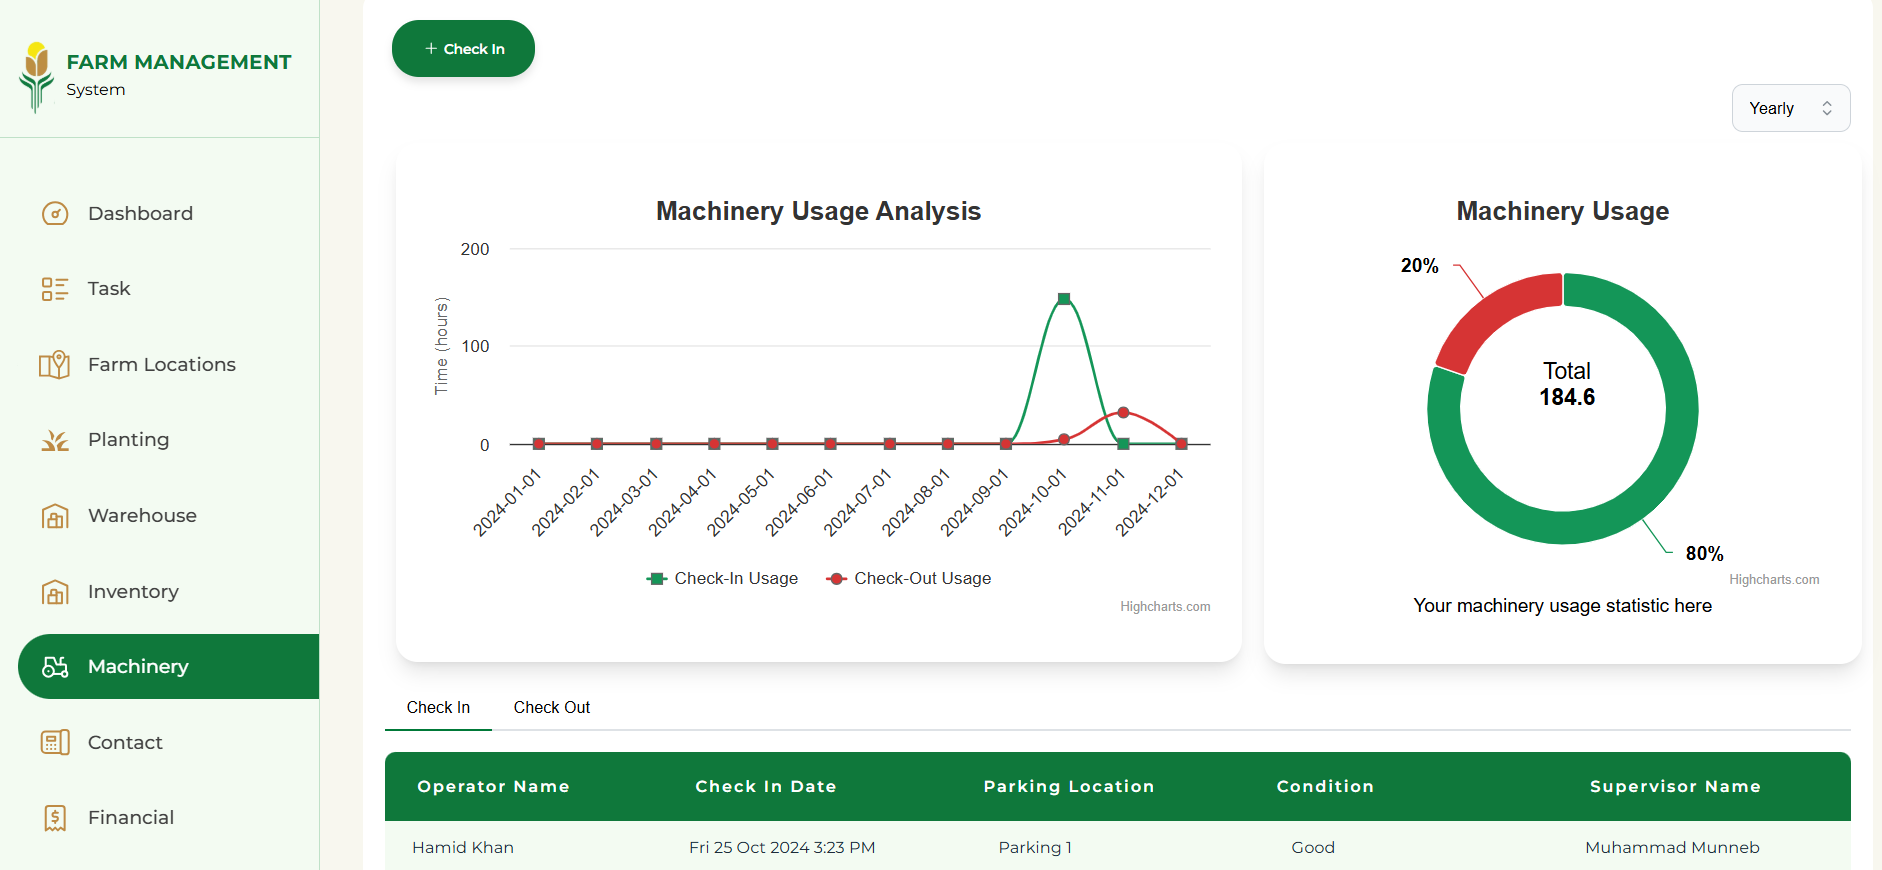 FARM MANAGEMENT
System
Dashboard
Task
Farm Locations
Planting
Warehouse
Inventory
Machinery
Contact
Financial
+ Check In
Yearly
Machinery Usage Analysis
Time (hours)
200
100
0
2024-01-01
2024-02-01
2024-03-01
2024-04-01
2024-05-01
2024-06-01
2024-07-01
2024-08-01
2024-09-01
2024-10-01
2024-11-01
2024-12-01
Check-In Usage
Check-Out Usage
Highcharts.com
Machinery Usage
20%
Total
184.6
80%
Highcharts.com
Your machinery usage statistic here
Check In
Check Out
Operator Name
Check In Date
Parking Location
Condition
Supervisor Name
Hamid Khan
Fri 25 Oct 2024 3:23 PM
Parking 1
Good
Muhammad Munneb